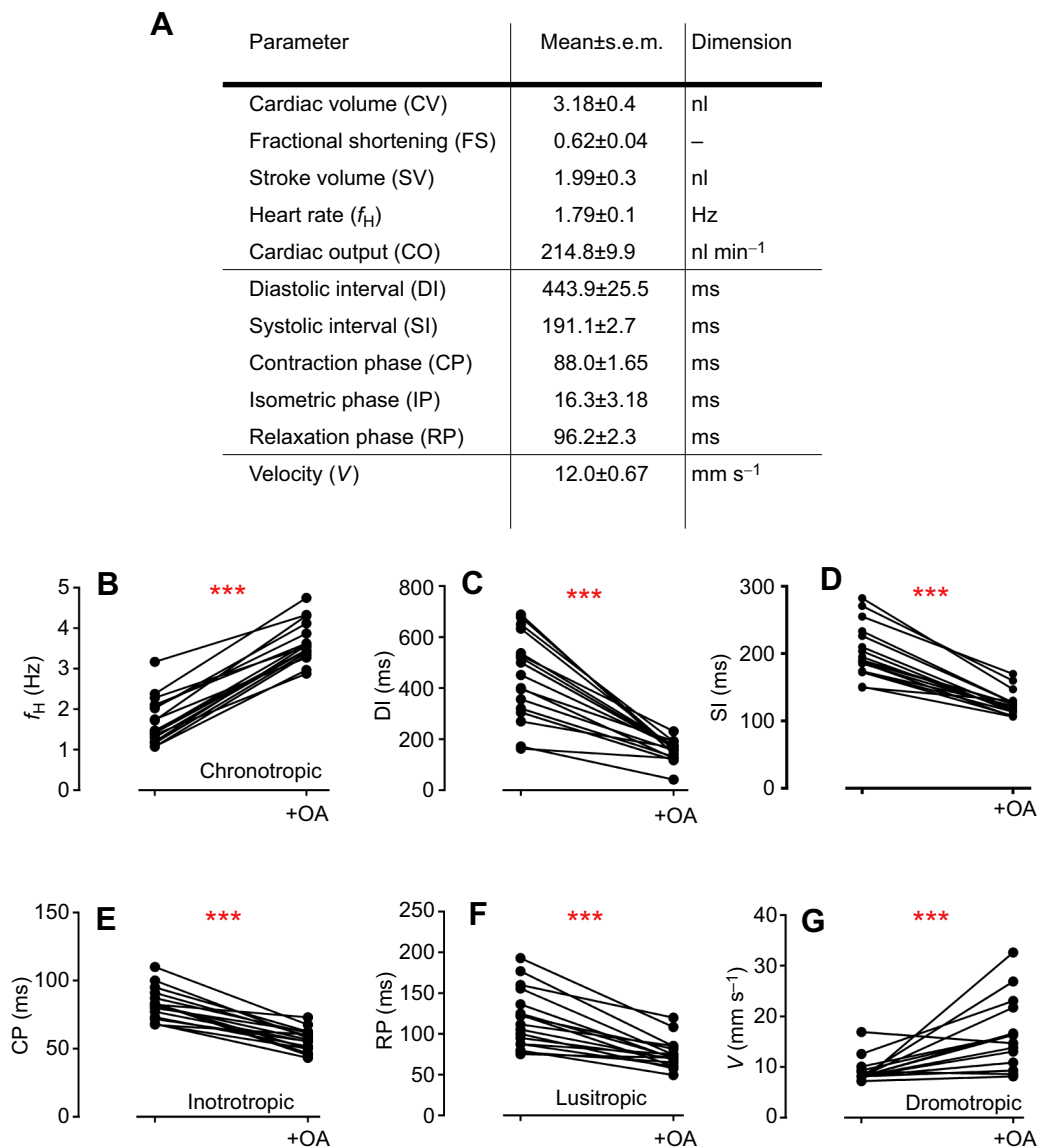 A
Parameter Mean±s.e.m. Dimension
Cardiac volume (CV) 3.18±0.4 nl
Fractional shortening (FS) 0.62±0.04 –
Stroke volume (SV) 1.99±0.3 nl
Heart rate (fH) 1.79±0.1 Hz
Cardiac output (CO) 214.8±9.9 nl min–1
Diastolic interval (DI) 443.9±25.5 ms
Systolic interval (SI) 191.1±2.7 ms
Contraction phase (CP) 88.0±1.65 ms
Isometric phase (IP) 16.3±3.18 ms
Relaxation phase (RP) 96.2±2.3 ms
Velocity (V) 12.0±0.67 mm s–1
B
***
fH (Hz)
5
4
3
2
1
0
Chronotropic
+OA
C
***
DI (ms)
800
600
400
200
0
+OA
D
***
SI (ms)
300
200
100
0
+OA
E
***
CP (ms)
150
100
50
0
Inotrotropic
+OA
F
***
RP (ms)
250
200
150
100
50
0
Lusitropic
+OA
G
***
V (mm s–1)
40
30
20
10
0
Dromotropic
+OA